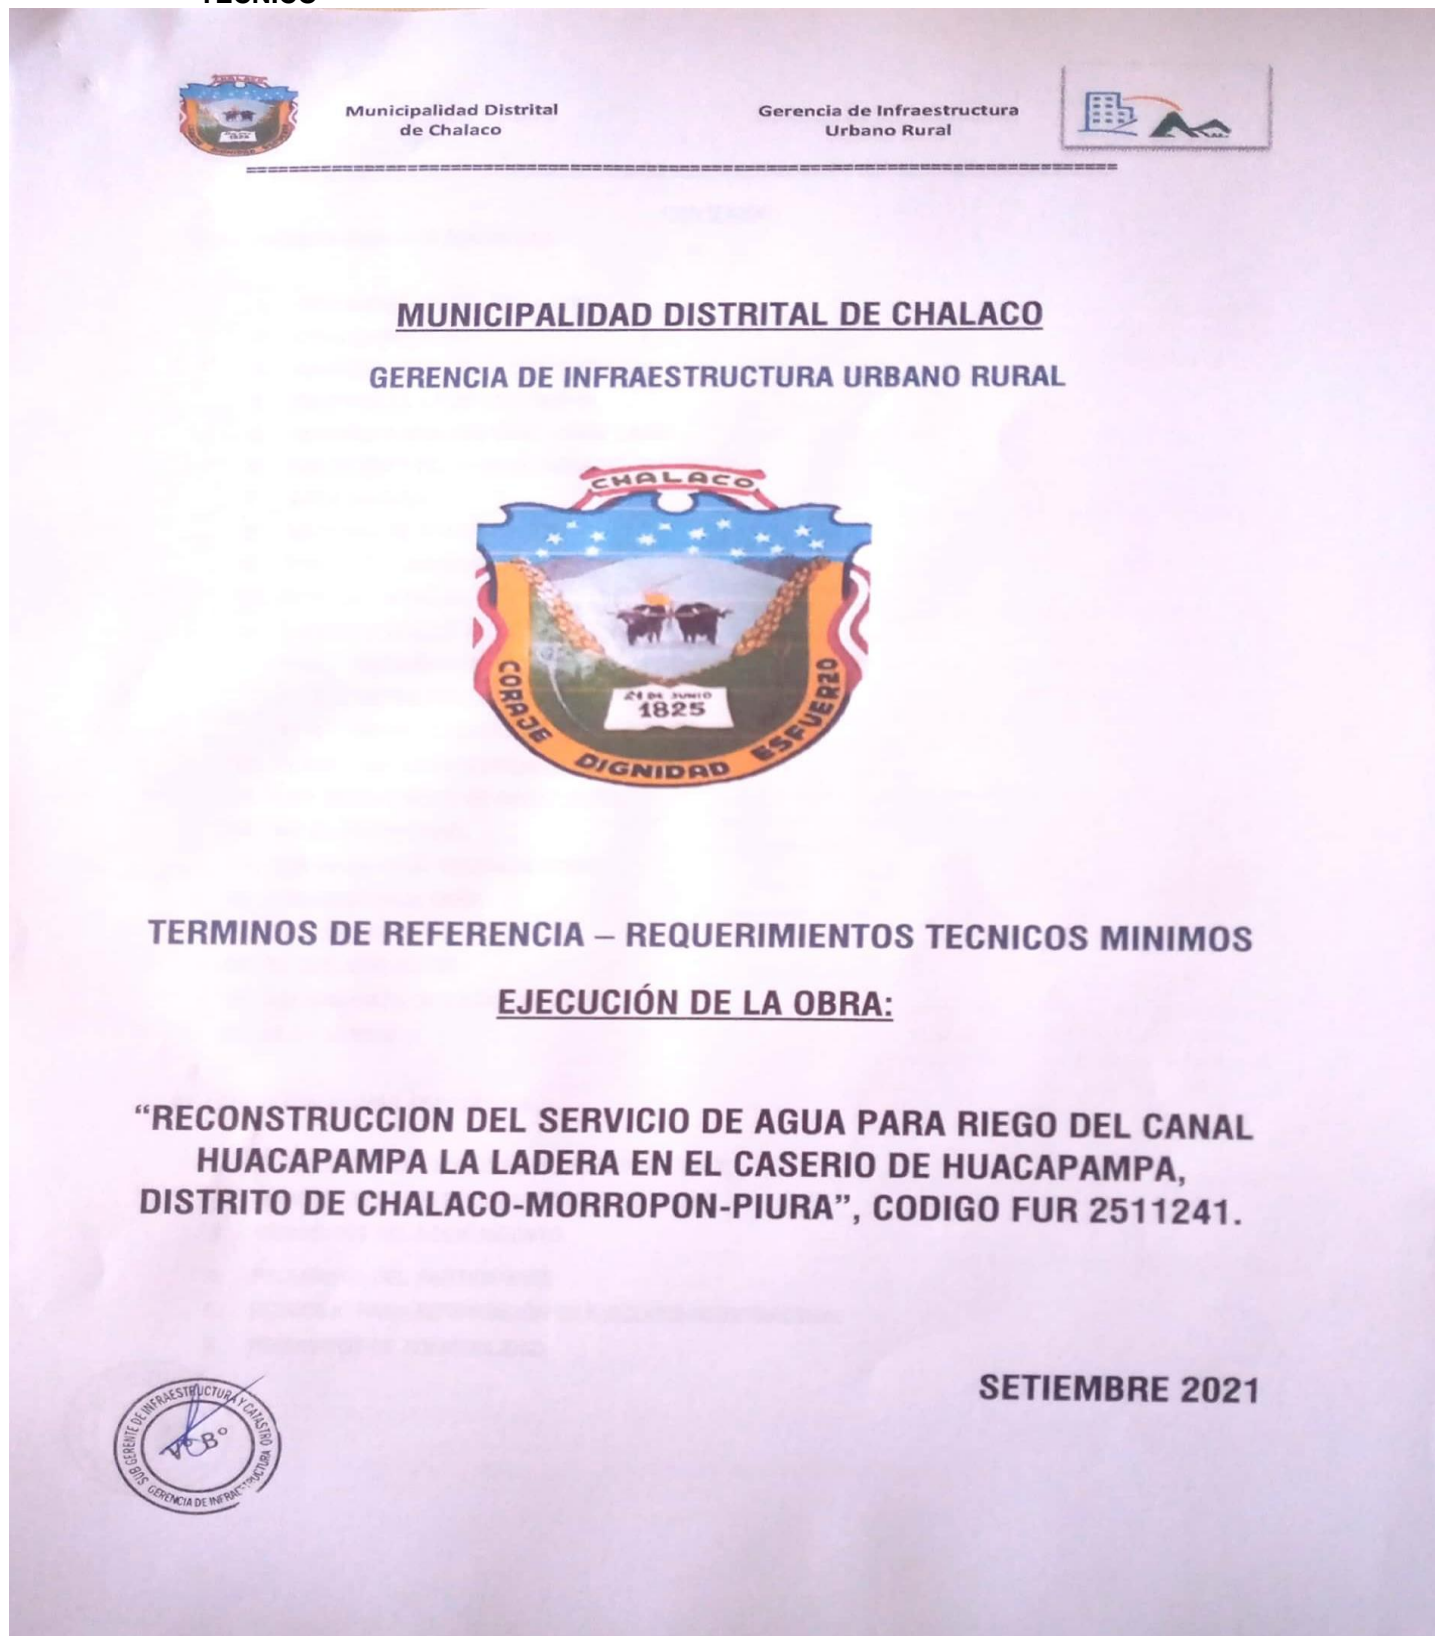 TECNICO
Municipalidad Distrital
de Chalaco
Gerencia de Infraestructura
Urbano Rural
MUNICIPALIDAD DISTRITAL DE CHALACO
GERENCIA DE INFRAESTRUCTURA URBANO RURAL
CHALACO
24 DE JUNIO
1825
CORAJE DIGNIDAD ESFUERZO
TERMINOS DE REFERENCIA – REQUERIMIENTOS TECNICOS MINIMOS
EJECUCIÓN DE LA OBRA:
“RECONSTRUCCION DEL SERVICIO DE AGUA PARA RIEGO DEL CANAL
HUACAPAMPA LA LADERA EN EL CASERIO DE HUACAPAMPA,
DISTRITO DE CHALACO-MORROPON-PIURA”, CODIGO FUR 2511241.
SETIEMBRE 2021
SUB GERENTE DE INFRAESTRUCTURA Y CATASTRO
V°B°
GERENCIA DE INFRAESTRUCTURA